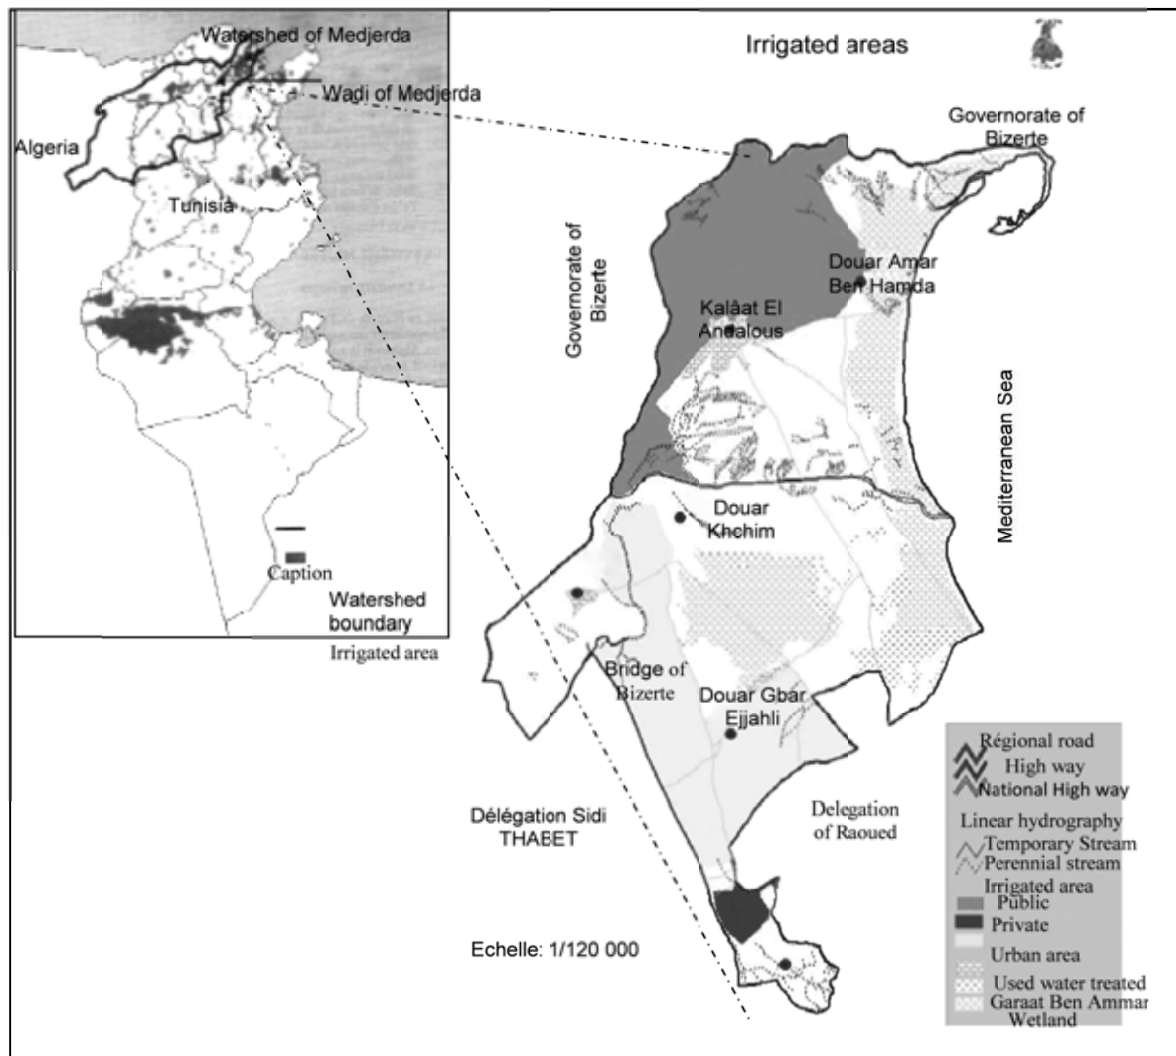 Watershed of Medjerda
Wadi of Medjerda
Algeria
Tunisia
Caption
Watershed
boundary
Irrigated area
Irrigated areas
Governorate of
Bizerte
Governorate of
Bizerte
Douar Amar
Ben Hamda
Kalâat El
Andalous
Mediterranean Sea
Douar
Khchim
Bridge of
Bizerte
Douar Gbar
Ejjahli
Délégation Sidi
THABET
Delegation
of Raoued
Echelle: 1/120 000
Régional road
High way
National High way
Linear hydrography
Temporary Stream
Perennial stream
Irrigated area
Public
Private
Urban area
Used water treated
Garaat Ben Ammar
Wetland